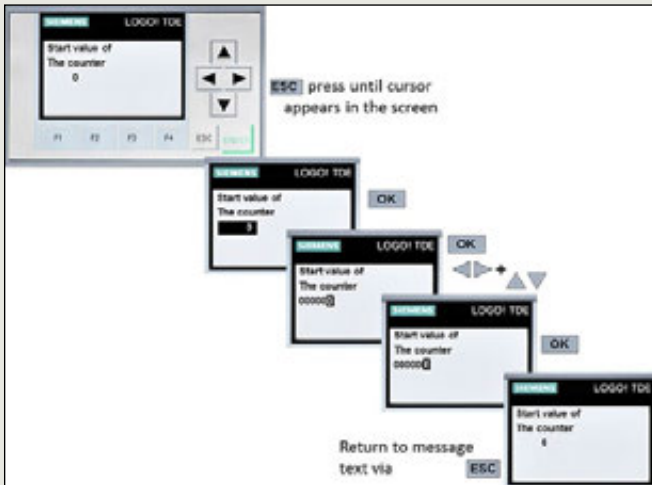 SIEMENS LOGO! TDE
Start value of
The counter
0
F1 F2 F3 F4 ESC
ESC press until cursor
appears in the screen
SIEMENS LOGO! TDE
Start value of
The counter
OK
SIEMENS LOGO! TDE
Start value of
The counter
OK
SIEMENS LOGO! TDE
Start value of
The counter
OK
SIEMENS LOGO! TDE
Start value of
The counter
Return to message
text via ESC